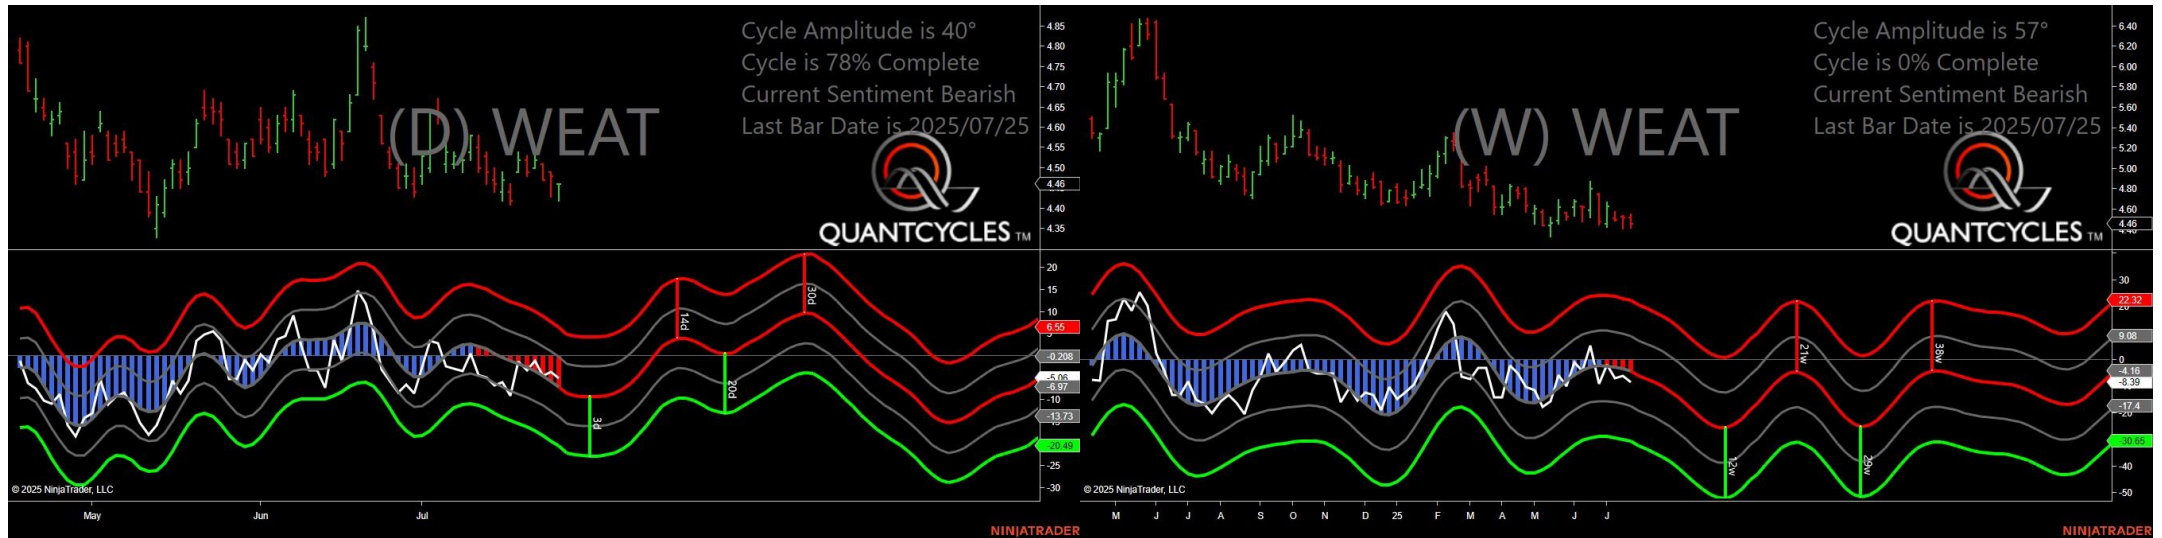 Cycle Amplitude is 40°
Cycle is 78% Complete
Current Sentiment Bearish
Last Bar Date is 2025/07/25
(D) WEAT
QUANTCYCLES TM
4.85
4.80
4.75
4.70
4.65
4.60
4.55
4.50
4.46
4.40
4.35
20
15
10
6.55
-0.208
-5.06
-6.97
-10
-13.73
-20.49
-25
-30
14d
30d
3d
20d
© 2025 NinjaTrader, LLC
May
Jun
Jul
NINJATRADER
Cycle Amplitude is 57°
Cycle is 0% Complete
Current Sentiment Bearish
Last Bar Date is 2025/07/25
(W) WEAT
QUANTCYCLES TM
6.40
6.20
6.00
5.80
5.60
5.40
5.20
5.00
4.80
4.60
4.46
4.40
30
22.32
20
9.08
0
-4.16
-8.39
-17.4
-20
-30.65
-40
-50
21w
38w
12w
29w
© 2025 NinjaTrader, LLC
M
J
J
A
S
O
N
D
25
F
M
A
M
J
J
NINJATRADER